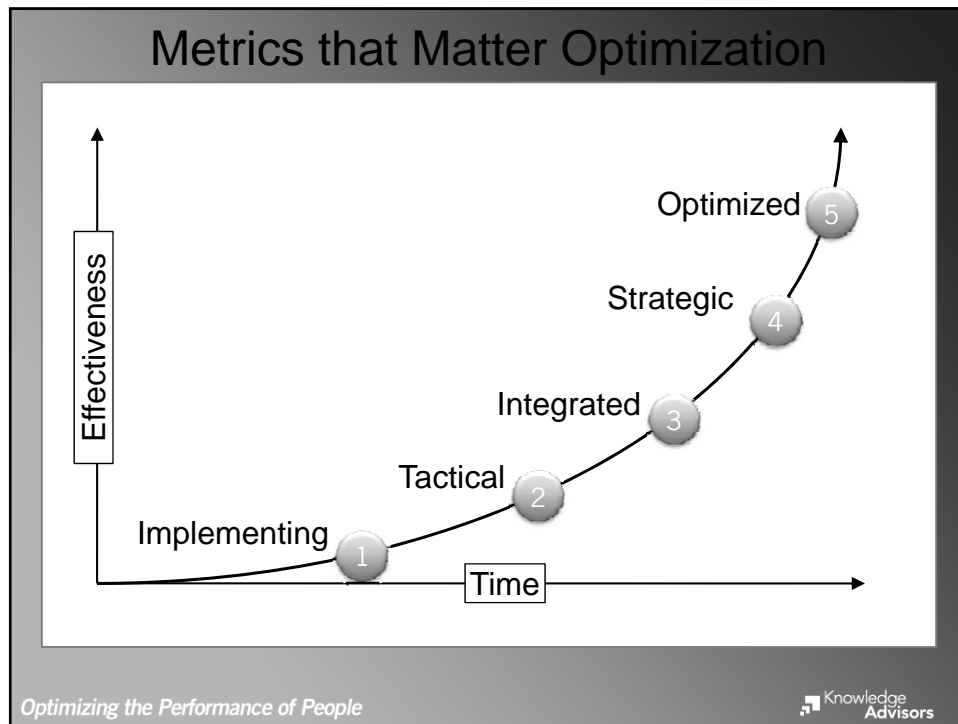 Metrics that Matter Optimization
Optimized
5
Strategic
4
Integrated
3
Tactical
2
Implementing
1
Effectiveness
Time
Optimizing the Performance of People
Knowledge
Advisors